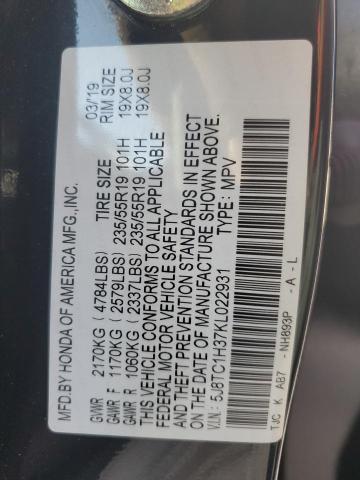 MFD.BY HONDA OF AMERICA MFG.,INC. 03/19
TIRE SIZE RIM SIZE
GVWR 2170KG (4784LBS)
GAWR F 1170KG (2579LBS) 235/55R19 101H 19X8.0J
GAWR R 1060KG (2337LBS) 235/55R19 101H 19X8.0J
THIS VEHICLE CONFORMS TO ALL APPLICABLE
FEDERAL MOTOR VEHICLE SAFETY
AND THEFT PREVENTION STANDARDS IN EFFECT
ON THE DATE OF MANUFACTURE SHOWN ABOVE.
V.I.N.: 5J8TC1H37KL022931 TYPE: MPV
TJC K AB7 -NH893P -A-L